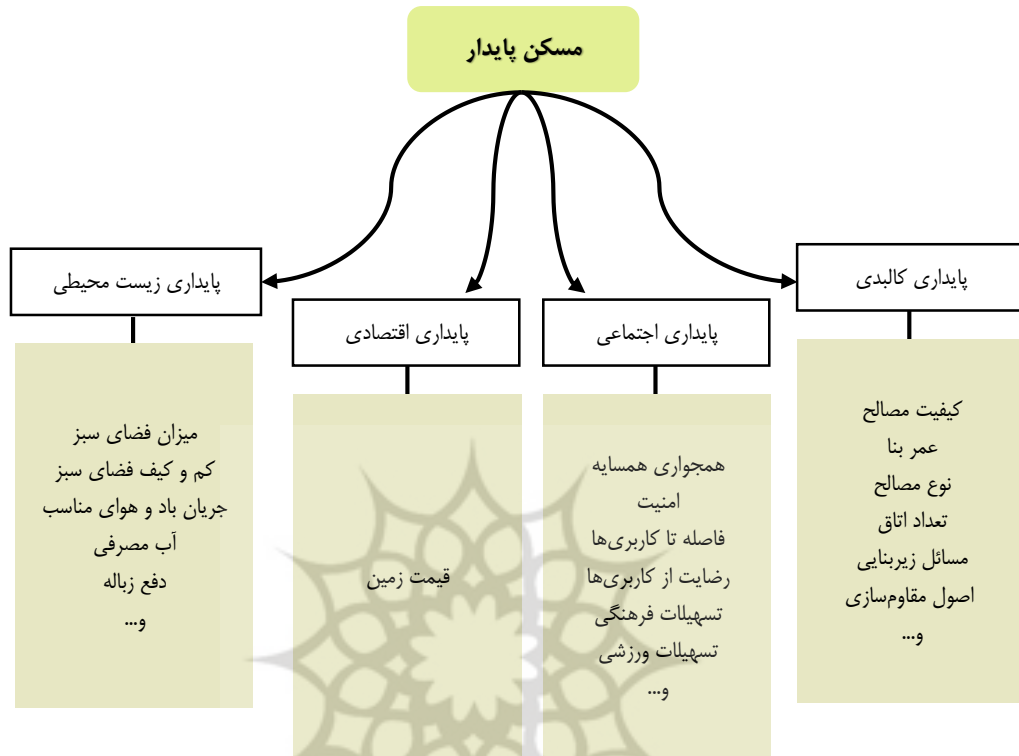 مسکن پایدار
پایداری کالبدی
کیفیت مصالح
عمر بنا
نوع مصالح
تعداد اتاق
مسائل زیربنایی
اصول مقاوم‌سازی
و...
پایداری اجتماعی
همجواری همسایه
امنیت
فاصله تا کاربری‌ها
رضایت از کاربری‌ها
تسهیلات فرهنگی
تسهیلات ورزشی
و...
پایداری اقتصادی
قیمت زمین
پایداری زیست محیطی
میزان فضای سبز
کم و کیف فضای سبز
جریان باد و هوای مناسب
آب مصرفی
دفع زباله
و...